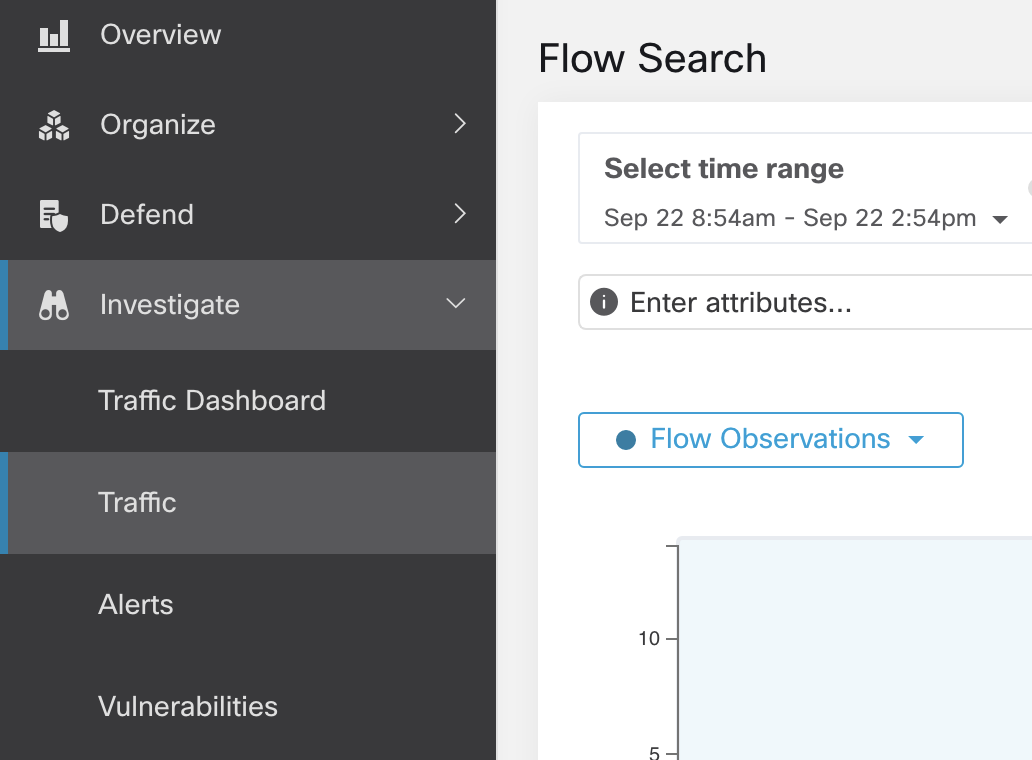 Overview
Organize
Defend
Investigate
Traffic Dashboard
Traffic
Alerts
Vulnerabilities
Flow Search
Select time range
Sep 22 8:54am - Sep 22 2:54pm
Enter attributes...
Flow Observations
10
5